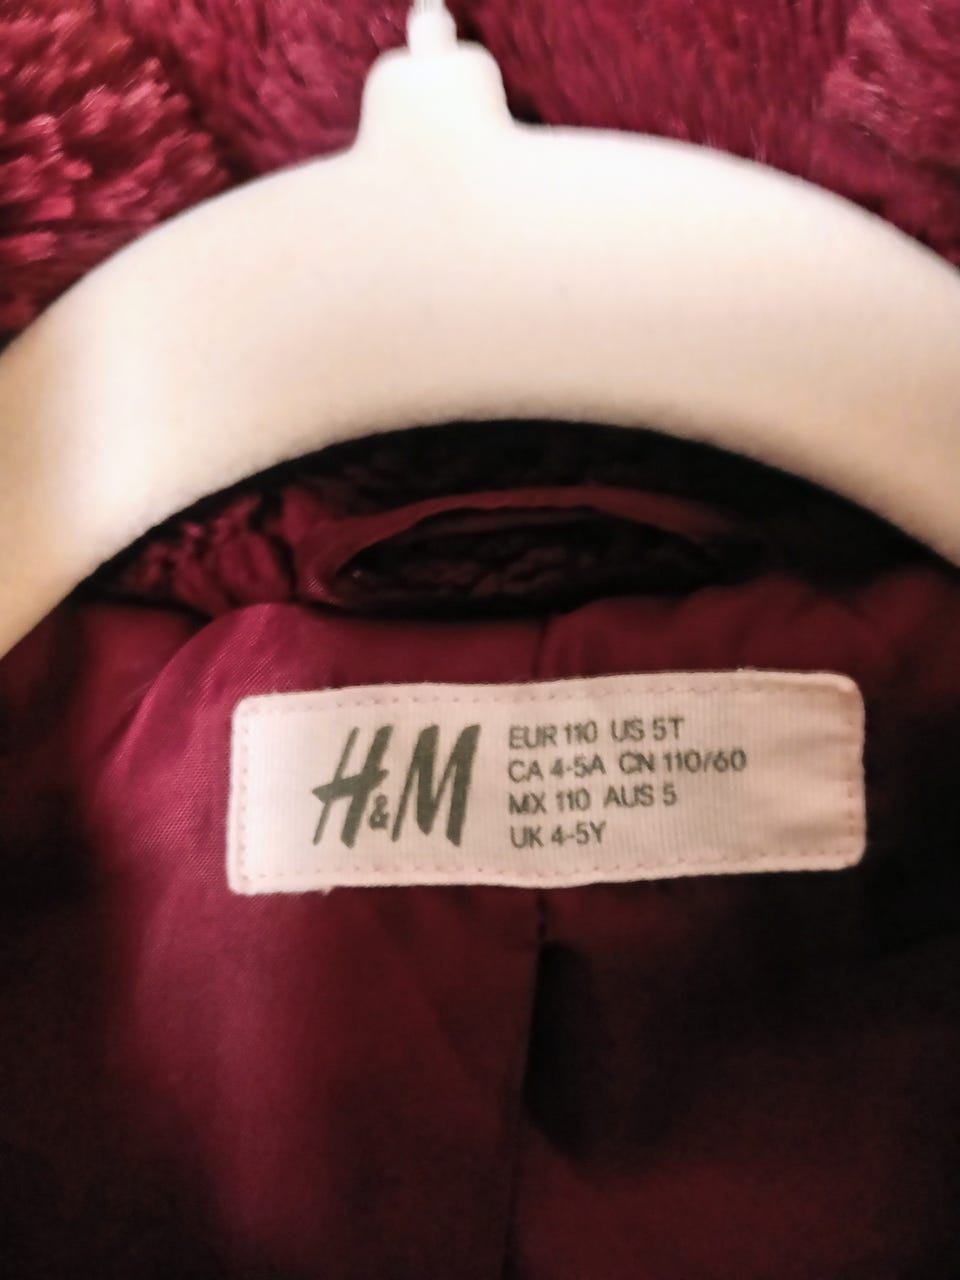 H&M
EUR 110 US 5T
CA 4-5A CN 110/60
MX 110 AUS 5
UK 4-5Y